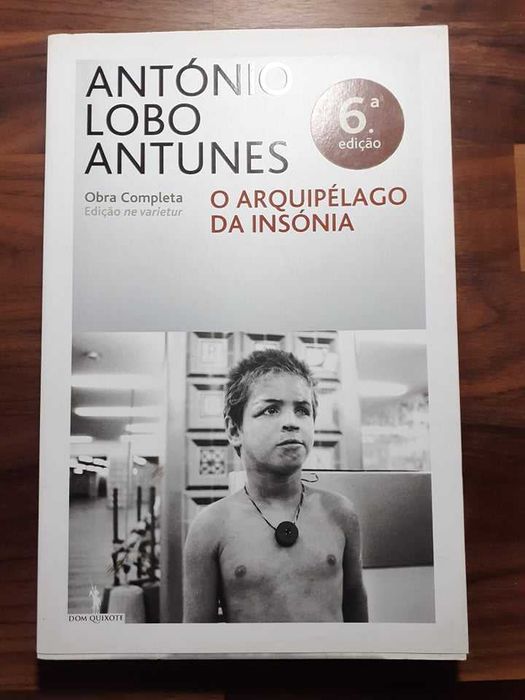 ANTÓNIO
LOBO
ANTUNES
6.ª
edição
Obra Completa
Edição ne varietur
O ARQUIPÉLAGO
DA INSÓNIA
DOM QUIXOTE